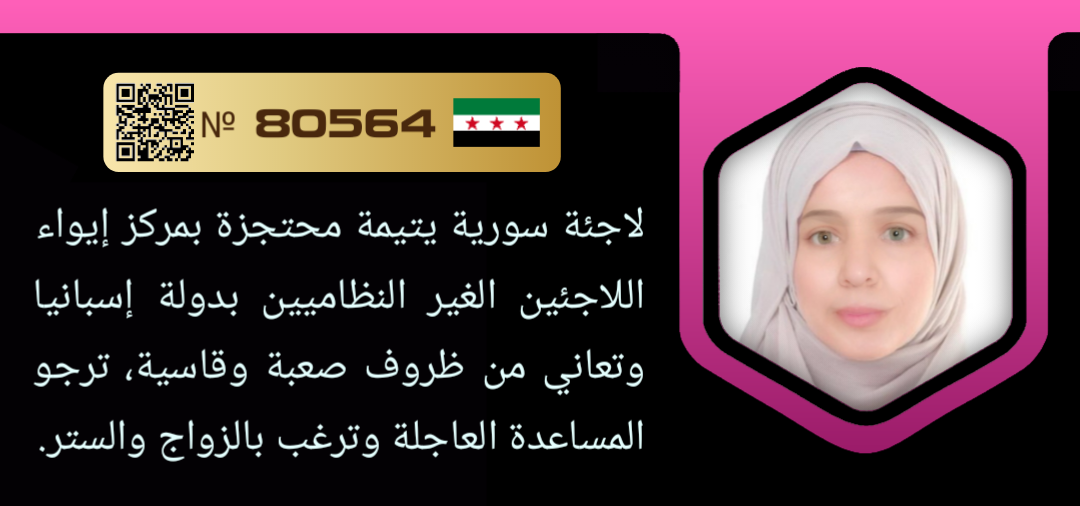 № 80564
لاجئة سورية يتيمة محتجزة بمركز إيواء
اللاجئين الغير النظاميين بدولة إسبانيا
وتعاني من ظروف صعبة وقاسية، ترجو
المساعدة العاجلة وترغب بالزواج والستر.